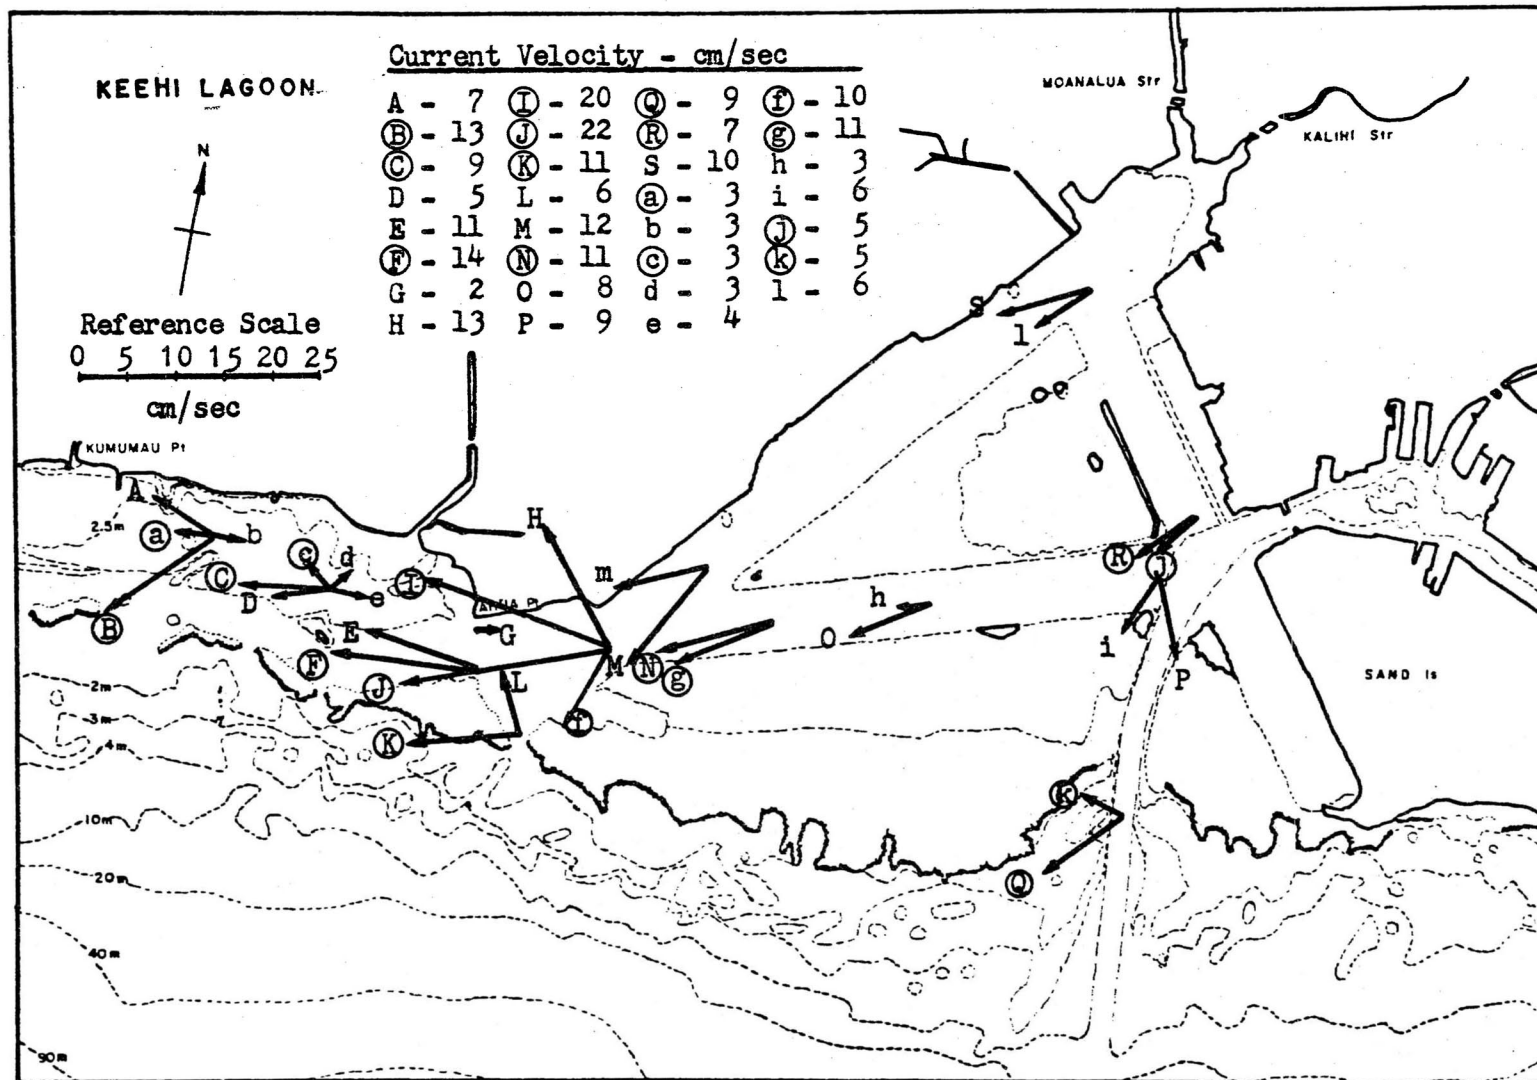 Current Velocity - cm/sec
KEEHI LAGOON
A - 7 Ⓘ - 20 Ⓠ - 9 ⓕ - 10
Ⓑ - 13 Ⓙ - 22 Ⓡ - 7 ⓖ - 11
Ⓒ - 9 Ⓚ - 11 S - 10 h - 3
D - 5 L - 6 ⓐ - 3 i - 6
E - 11 M - 12 b - 3 ⓙ - 5
Ⓕ - 14 Ⓝ - 11 ⓒ - 3 ⓚ - 5
G - 2 O - 8 d - 3 l - 6
H - 13 P - 9 e - 4
N
Reference Scale
0 5 10 15 20 25
cm/sec
MOANALUA Str
KALIHI Str
S
l
KUMUMAU Pt
A
2.5m
ⓐ b
ⓒ d
H
Ⓒ
D
e
Ⓘ
m
Ⓡ
ⓙ
h
Ⓑ
E
G
O
i
Ⓕ
M Ⓝ ⓖ
P
SAND Is
Ⓙ
L
2m
3m
ⓕ
4m
Ⓚ
ⓚ
10m
20m
Ⓠ
40m
90m